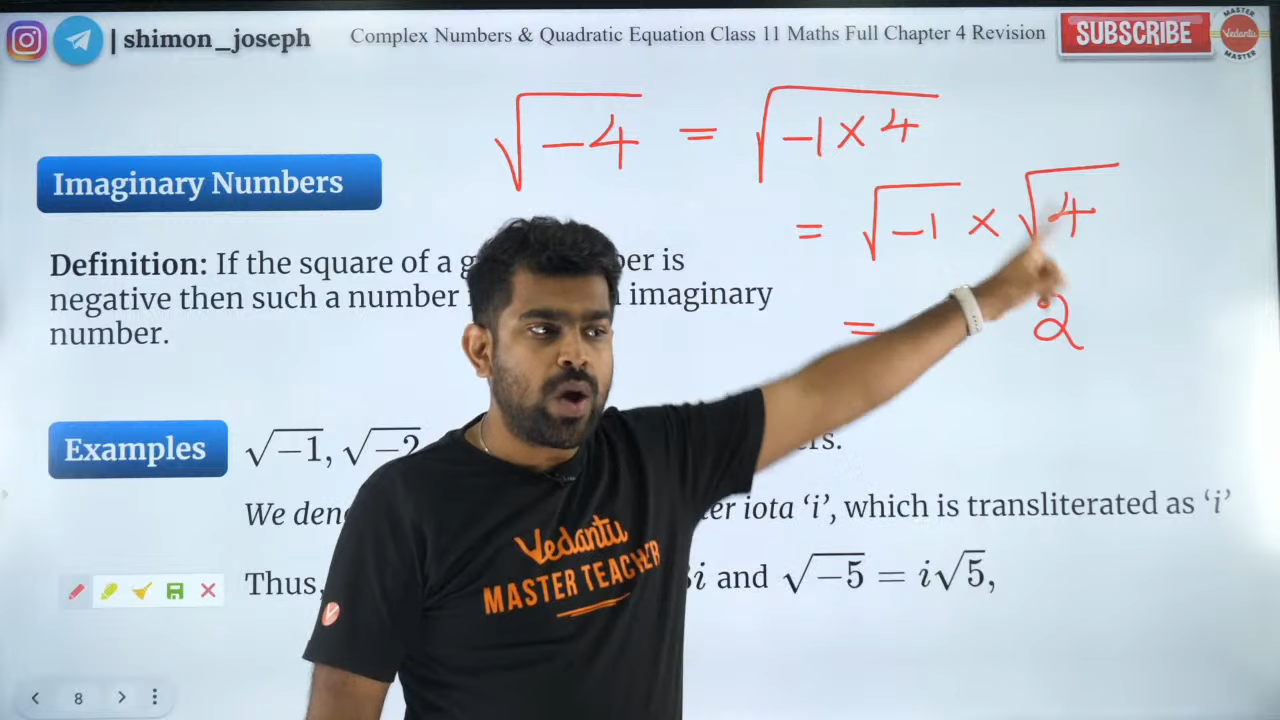 | shimon_joseph
Complex Numbers & Quadratic Equation Class 11 Maths Full Chapter 4 Revision
SUBSCRIBE
MASTER
Vedantu
MASTER
√-4 = √-1 × 4
= √-1 × √4
= 2
Imaginary Numbers
Definition: If the square of a g ber is
negative then such a number imaginary
number.
Examples
√−1, √−2 ers.
We den er iota ‘i’, which is transliterated as ‘i’
Thus, i and √−5 = i√5,
Vedantu
MASTER TEACHER
8